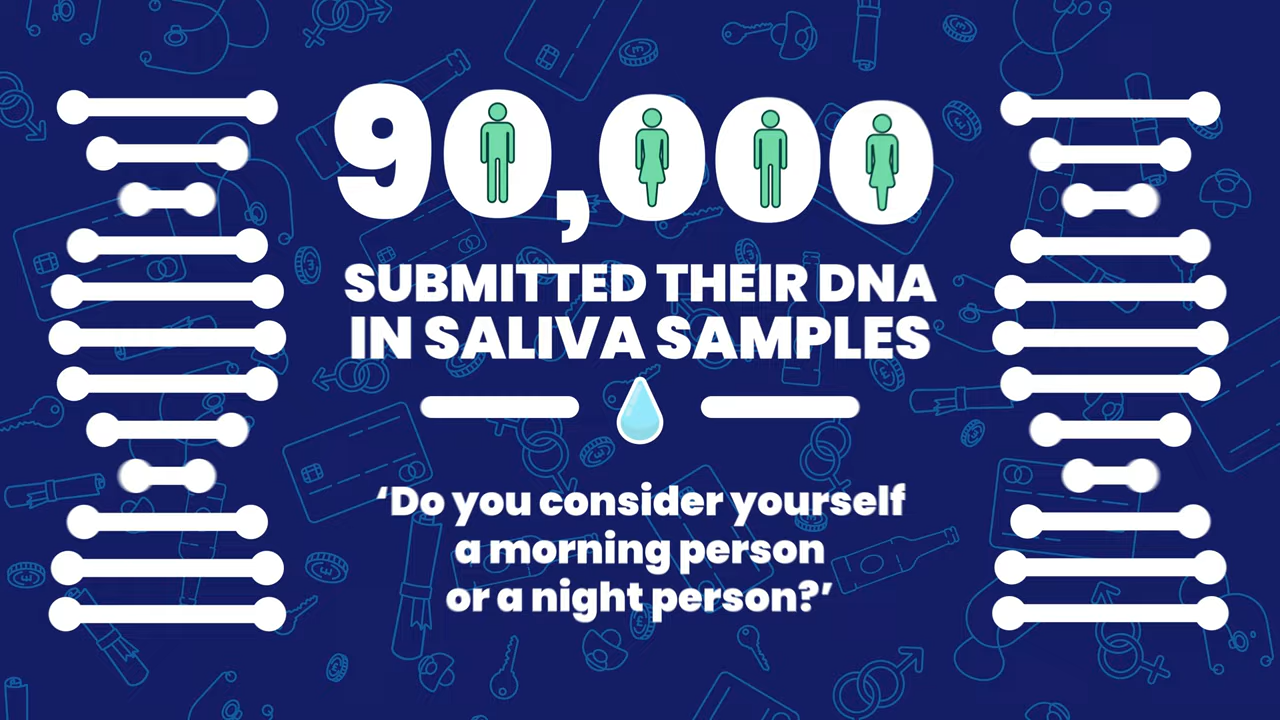 90,000
SUBMITTED THEIR DNA
IN SALIVA SAMPLES
‘Do you consider yourself
a morning person
or a night person?’